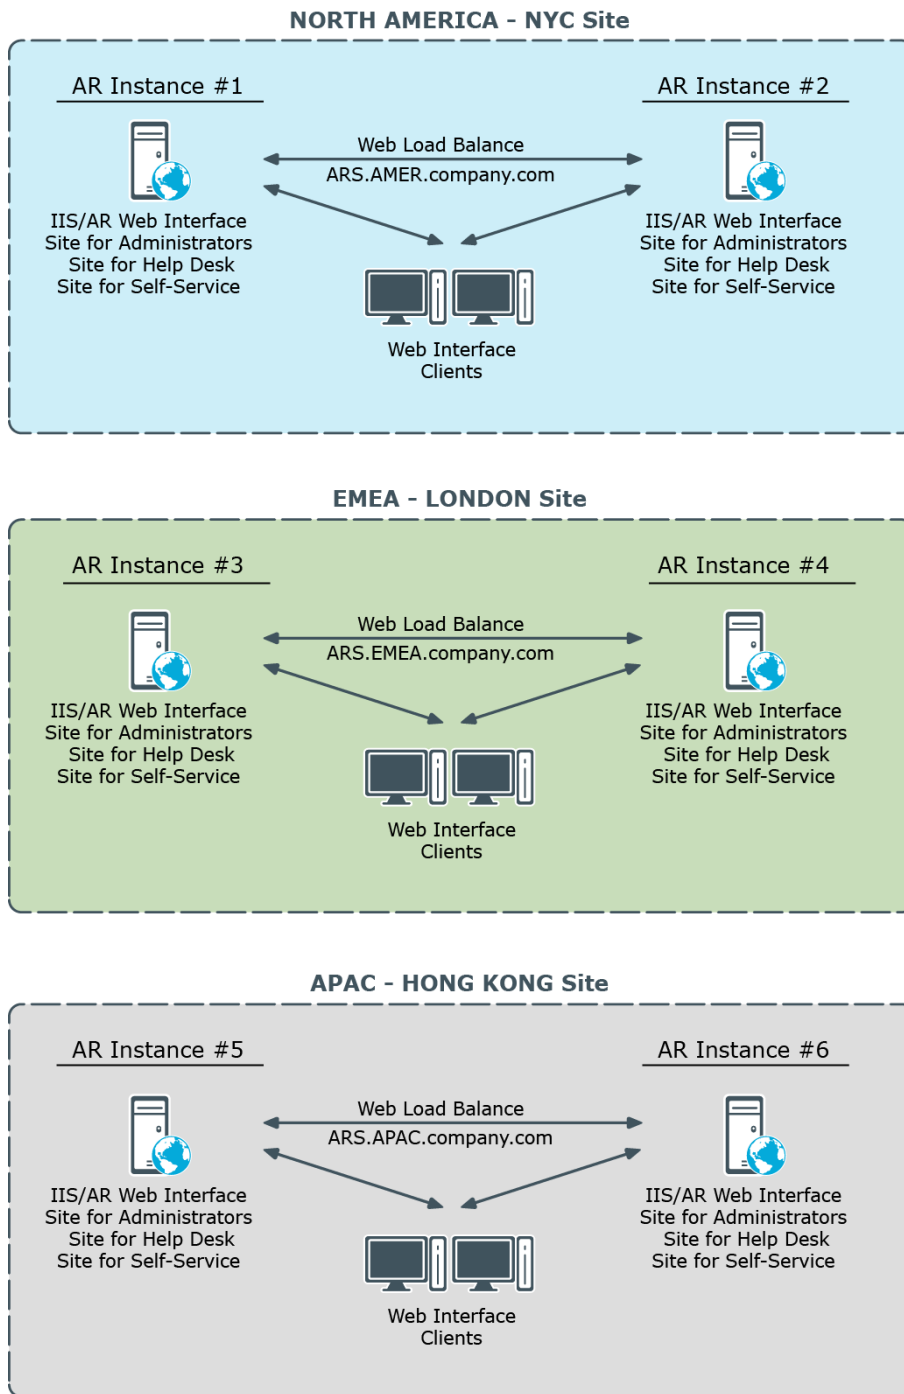 NORTH AMERICA – NYC Site
AR Instance #1
AR Instance #2
Web Load Balance
ARS.AMER.company.com
IIS/AR Web Interface
Site for Administrators
Site for Help Desk
Site for Self-Service
IIS/AR Web Interface
Site for Administrators
Site for Help Desk
Site for Self-Service
Web Interface
Clients
EMEA – LONDON Site
AR Instance #3
AR Instance #4
Web Load Balance
ARS.EMEA.company.com
IIS/AR Web Interface
Site for Administrators
Site for Help Desk
Site for Self-Service
IIS/AR Web Interface
Site for Administrators
Site for Help Desk
Site for Self-Service
Web Interface
Clients
APAC – HONG KONG Site
AR Instance #5
AR Instance #6
Web Load Balance
ARS.APAC.company.com
IIS/AR Web Interface
Site for Administrators
Site for Help Desk
Site for Self-Service
IIS/AR Web Interface
Site for Administrators
Site for Help Desk
Site for Self-Service
Web Interface
Clients